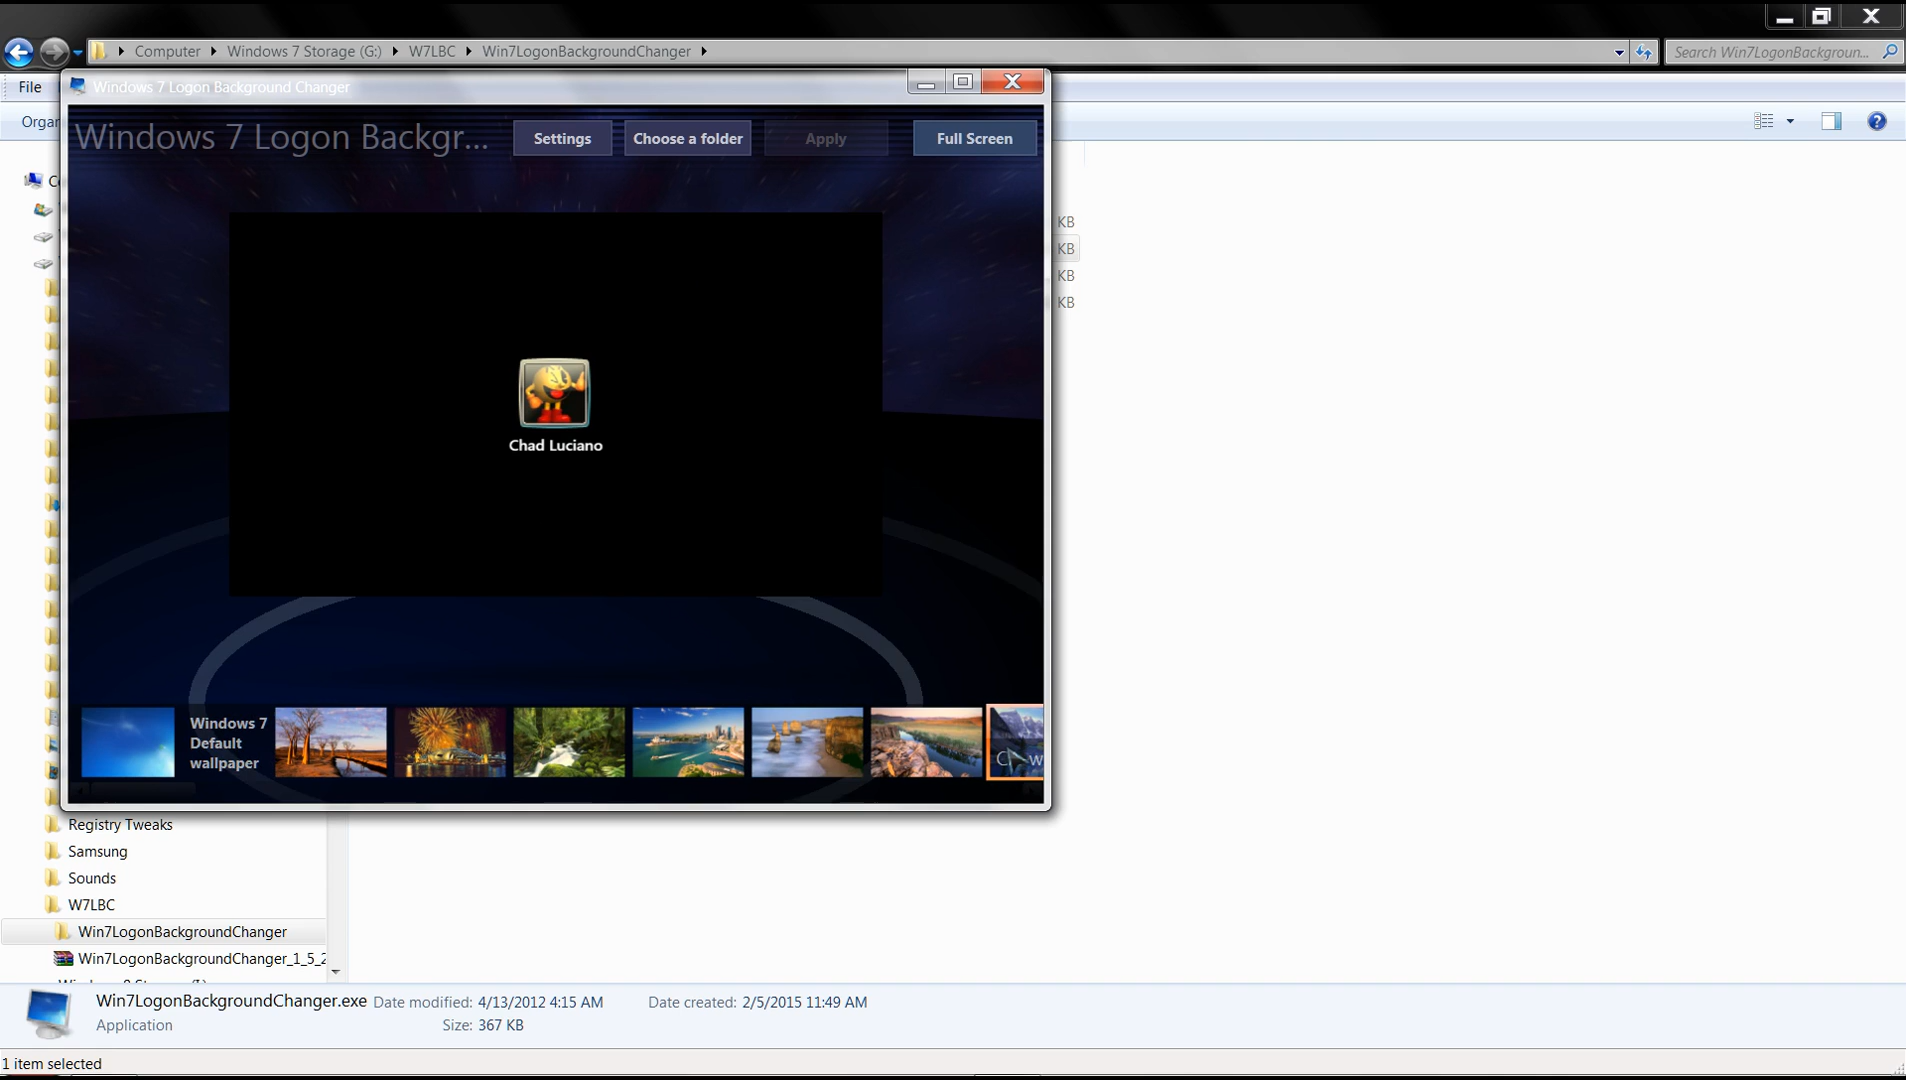 Computer Windows 7 Storage (G:) W7LBC Win7LogonBackgroundChanger
Search Win7LogonBackgroun...
File
Windows 7 Logon Background Changer
Organ
Windows 7 Logon Backgr...
Settings
Choose a folder
Apply
Full Screen
KB
KB
KB
KB
Chad Luciano
Windows 7
Default
wallpaper
Registry Tweaks
Samsung
Sounds
W7LBC
Win7LogonBackgroundChanger
Win7LogonBackgroundChanger_1_5_2
Win7LogonBackgroundChanger.exe Date modified: 4/13/2012 4:15 AM Date created: 2/5/2015 11:49 AM
Application Size: 367 KB
1 item selected